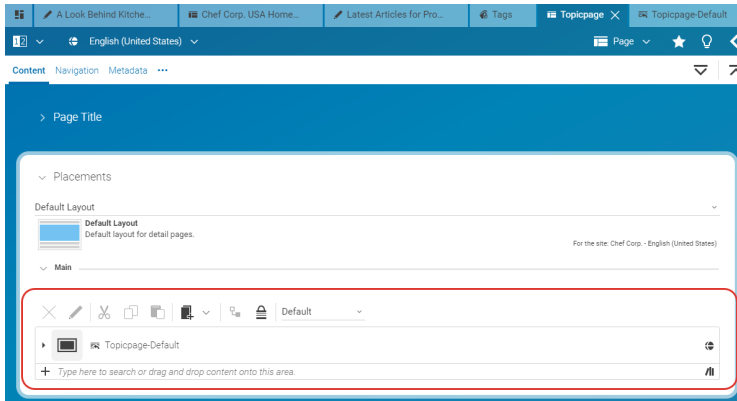 A Look Behind Kitche...
Chef Corp. USA Home...
Latest Articles for Pro...
Tags
Topicpage
Topicpage-Default
12
English (United States)
Page
Content Navigation Metadata
Page Title
Placements
Default Layout
Default Layout
Default layout for detail pages.
For the site: Chef Corp. - English (United States)
Main
Default
Topicpage-Default
Type here to search or drag and drop content onto this area.